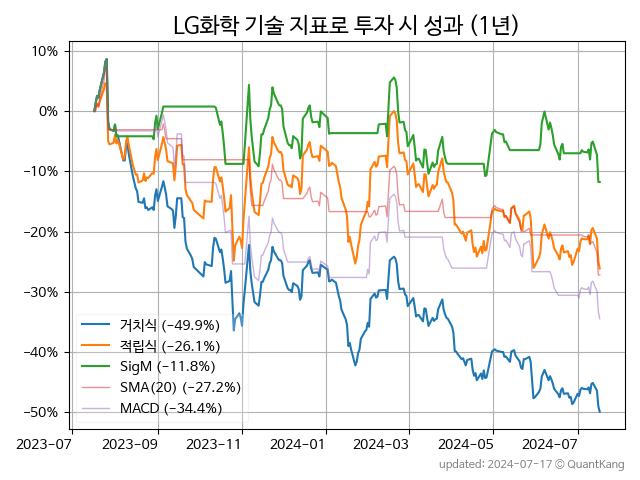 LG화학 기술 지표로 투자 시 성과 (1년)
10%
0%
−10%
−20%
−30%
−40%
−50%
거치식 (−49.9%)
적립식 (−26.1%)
SigM (−11.8%)
SMA(20) (−27.2%)
MACD (−34.4%)
2023-07 2023-09 2023-11 2024-01 2024-03 2024-05 2024-07
updated: 2024-07-17 © QuantKang